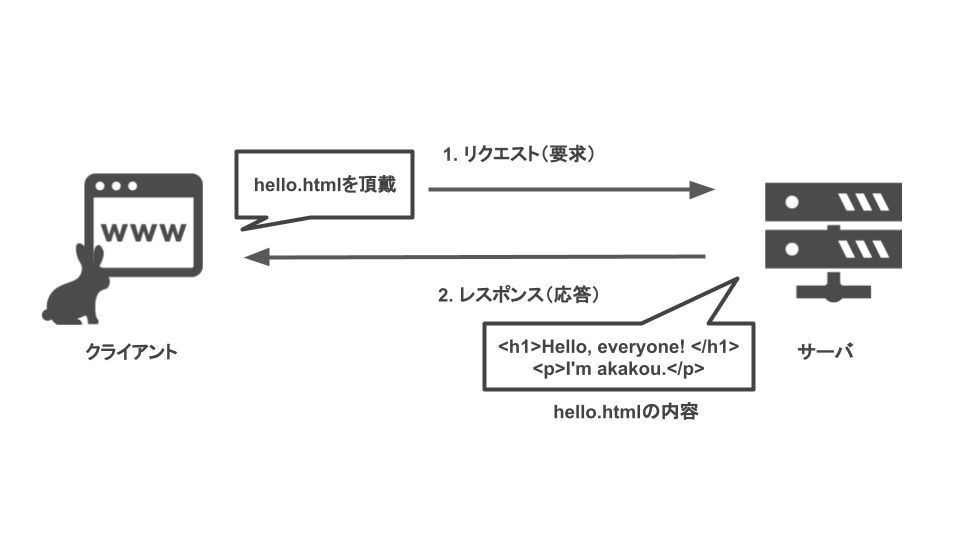 1. リクエスト（要求）
hello.htmlを頂戴
WWW
2. レスポンス（応答）
クライアント
<h1>Hello, everyone! </h1>
<p>I'm akakou.</p>
サーバ
hello.htmlの内容